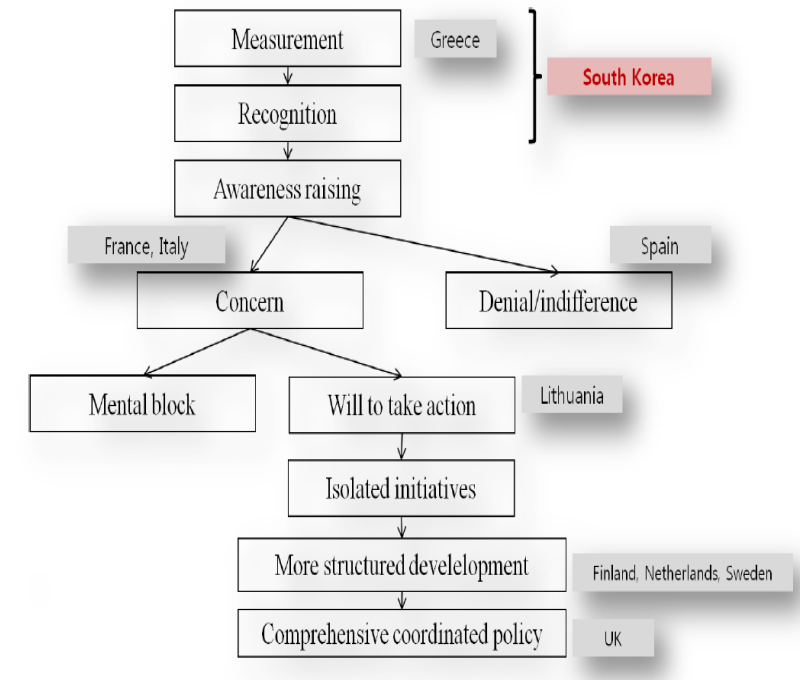 Measurement
Greece
South Korea
Recognition
Awareness raising
France, Italy
Spain
Concern
Denial/indifference
Mental block
Will to take action
Lithuania
Isolated initiatives
More structured develelopment
Finland, Netherlands, Sweden
Comprehensive coordinated policy
UK